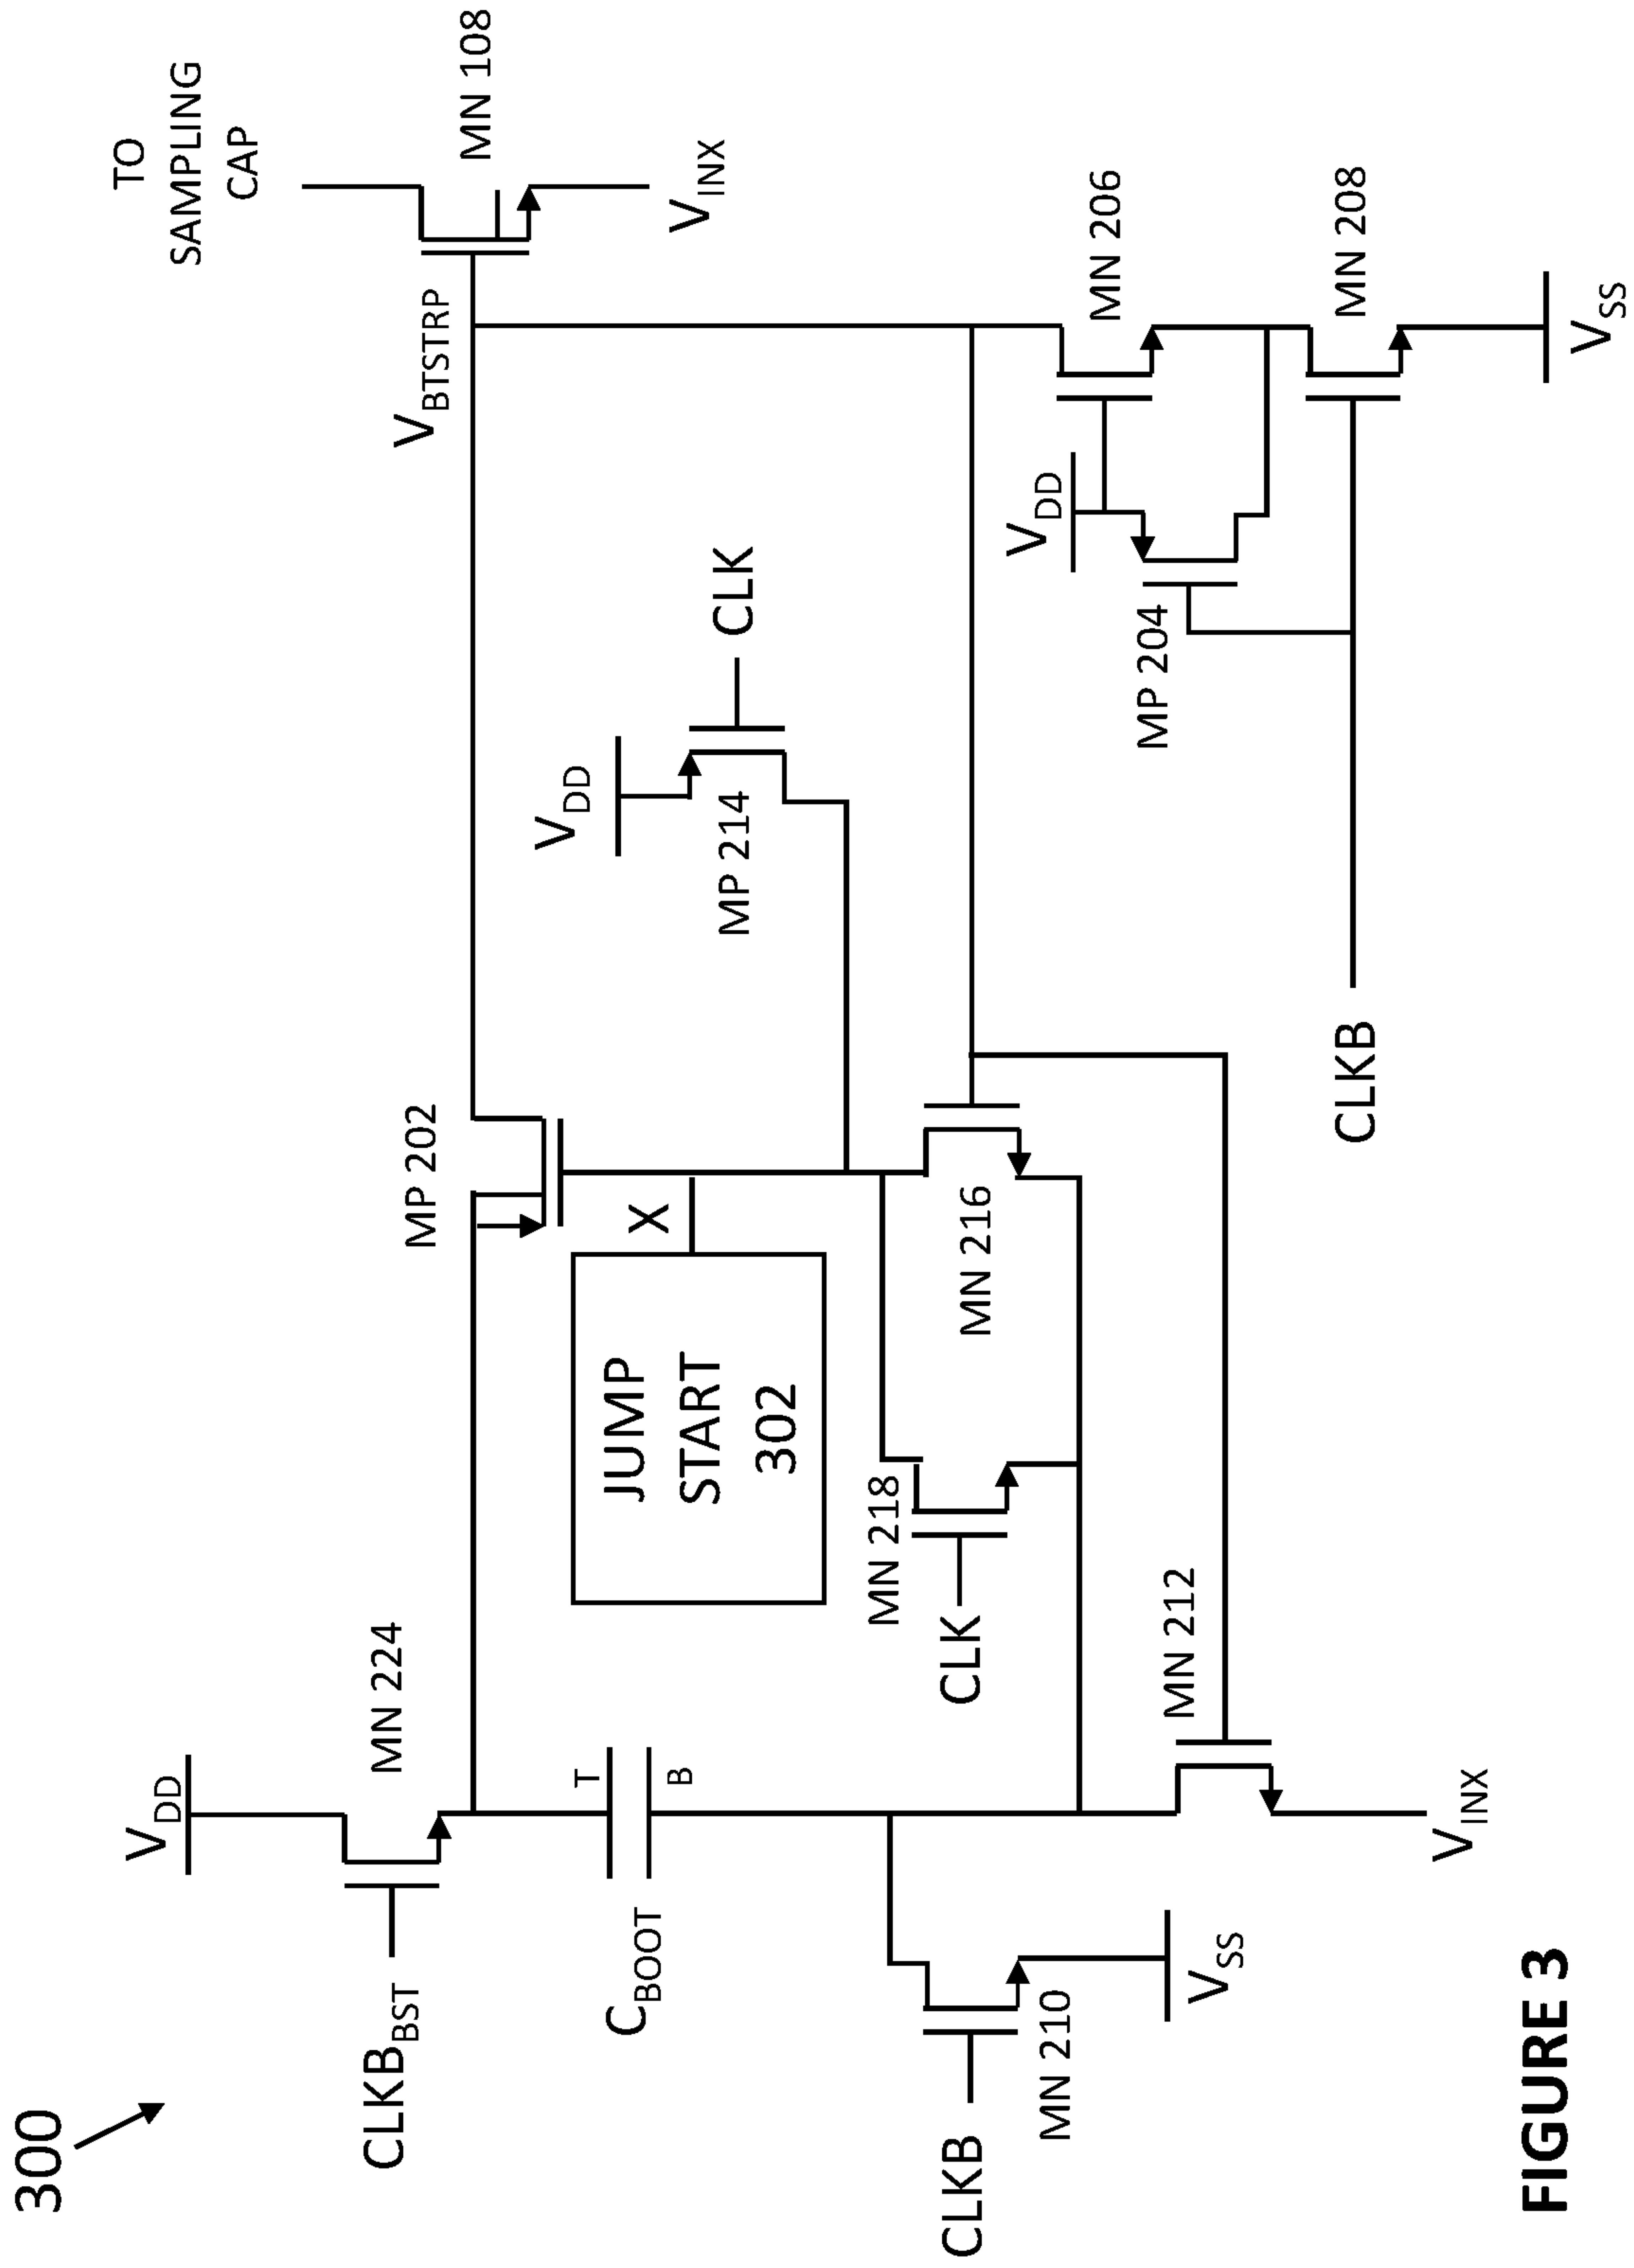 300
TO
SAMPLING
CAP
MN 108
VINX
VBTSTRP
MP 202
VDD
MN 224
CLKBBST
CBOOT
T
B
JUMP
START
302
X
VDD
MP 214
CLK
MN 218
CLK
MN 216
VDD
MP 204
MN 206
MN 208
VSS
CLKB
CLKB
MN 210
VSS
MN 212
VINX
FIGURE 3